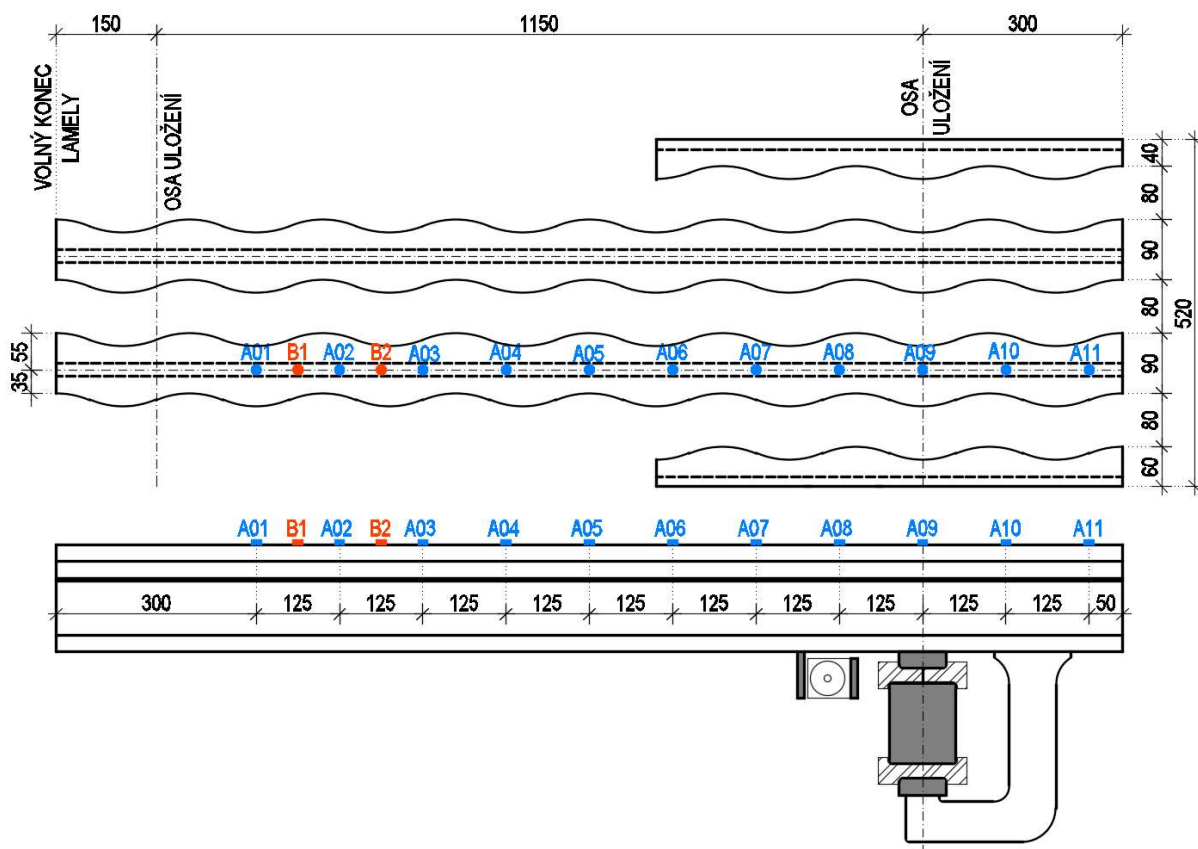 150 1150 300
VOLNÝ KONEC
LAMELY
OSA ULOŽENÍ
OSA
ULOŽENÍ
40
80
90
80
90
80
60
520
55
35
A01 B1 A02 B2 A03 A04 A05 A06 A07 A08 A09 A10 A11
A01 B1 A02 B2 A03 A04 A05 A06 A07 A08 A09 A10 A11
300 125 125 125 125 125 125 125 125 125 125 50